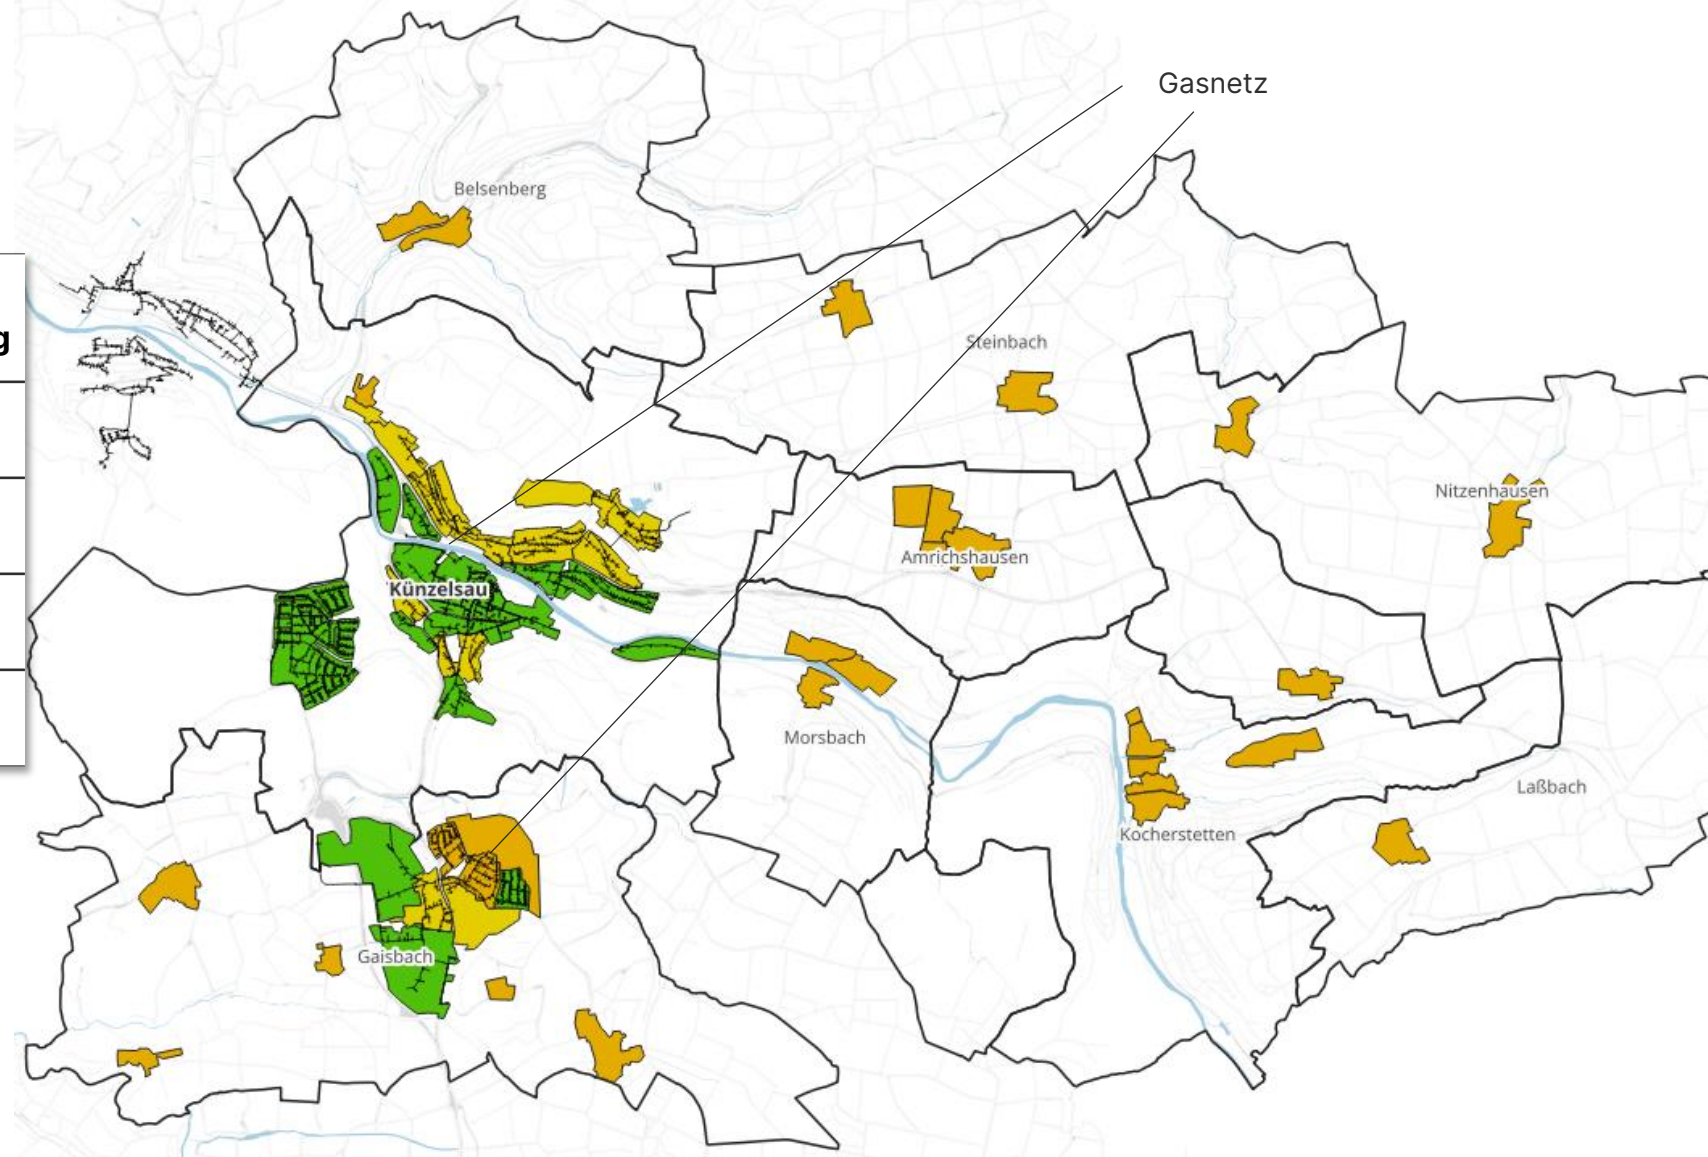 Gasnetz
Belsenberg
g
Steinbach
Nitzenhausen
Amrichshausen
Künzelsau
Morsbach
Laßbach
Kocherstetten
Gaisbach